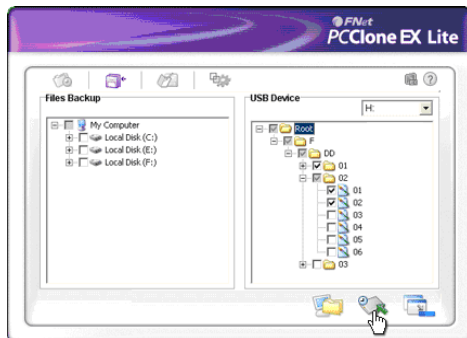 FNet
PCClone EX Lite
Files Backup
My Computer
Local Disk (C:)
Local Disk (E:)
Local Disk (F:)
USB Device
H:
Root
F
DD
01
02
01
02
03
04
05
06
03